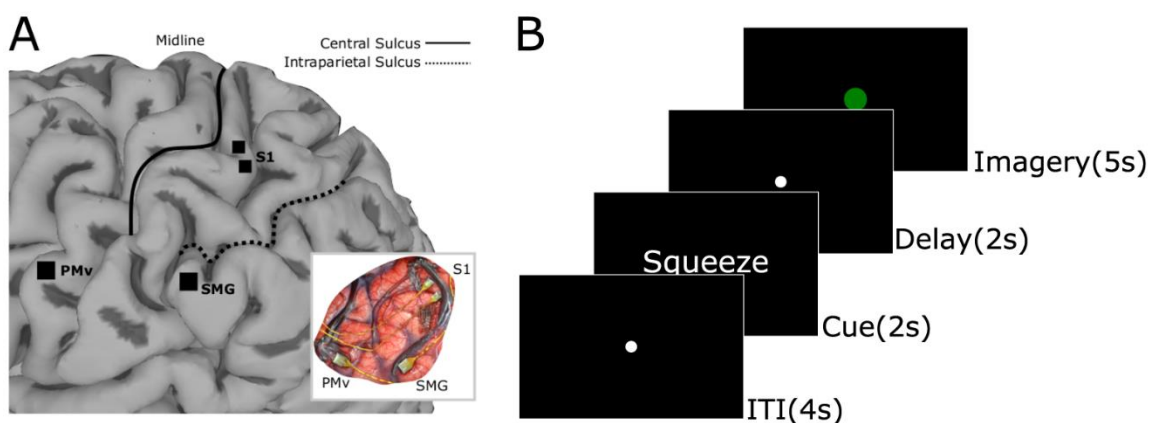 A
Midline
Central Sulcus
Intraparietal Sulcus
S1
PMv
SMG
S1
PMv
SMG
B
Imagery(5s)
Delay(2s)
Squeeze
Cue(2s)
ITI(4s)